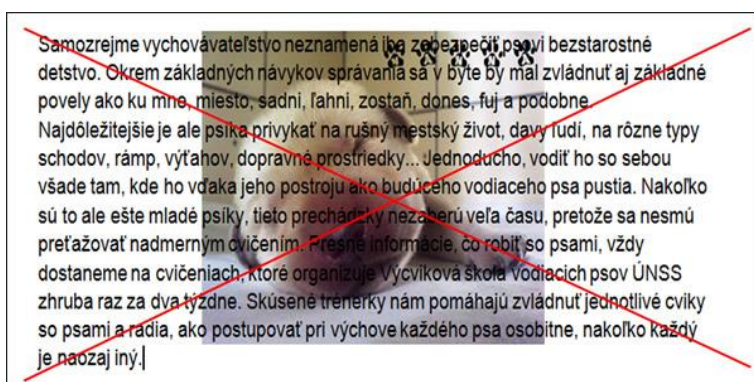 Samozrejme vychovávateľstvo neznamená iba zabezpečiť psovi bezstarostné
detstvo. Okrem základných návykov správania sa v byte by mal zvládnuť aj základné
povely ako ku mne, miesto, sadni, ľahni, zostaň, dones, fuj a podobne.
Najdôležitejšie je ale psíka privykať na rušný mestský život, davy ľudí, na rôzne typy
schodov, rámp, výťahov, dopravné prostriedky... Jednoducho, vodiť ho so sebou
všade tam, kde ho vďaka jeho postroju ako budúceho vodiaceho psa pustia. Nakoľko
sú to ale ešte mladé psíky, tieto prechádzky nezaberú veľa času, pretože sa nesmú
preťažovať nadmerným cvičením. Presné informácie, čo robiť so psami, vždy
dostaneme na cvičeniach, ktoré organizuje Výcviková škola vodiacich psov ÚNSS
zhruba raz za dva týždne. Skúsené trénerky nám pomáhajú zvládnuť jednotlivé cviky
so psami a radia, ako postupovať pri výchove každého psa osobitne, nakoľko každý
je naozaj iný.